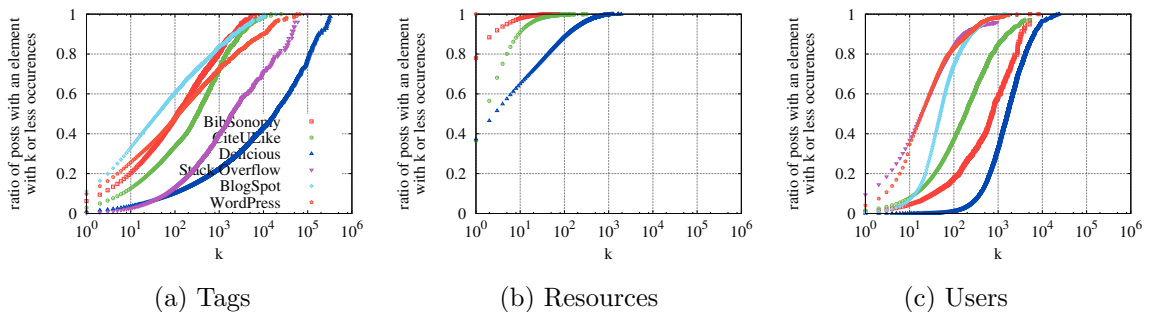 ratio of posts with an element
with k or less occurences
1
0.8
0.6
0.4
0.2
0
10^0 10^1 10^2 10^3 10^4 10^5 10^6
k
BibSonomy
CiteULike
Delicious
Stack Overflow
BlogSpot
WordPress
(a) Tags
ratio of posts with an element
with k or less occurences
1
0.8
0.6
0.4
0.2
0
10^0 10^1 10^2 10^3 10^4 10^5 10^6
k
(b) Resources
ratio of posts with an element
with k or less occurences
1
0.8
0.6
0.4
0.2
0
10^0 10^1 10^2 10^3 10^4 10^5 10^6
k
(c) Users